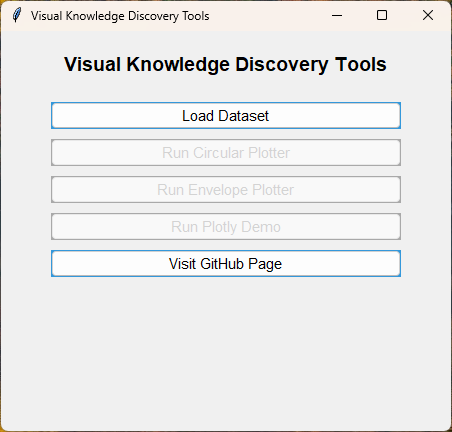 Visual Knowledge Discovery Tools
Visual Knowledge Discovery Tools
Load Dataset
Run Circular Plotter
Run Envelope Plotter
Run Plotly Demo
Visit GitHub Page